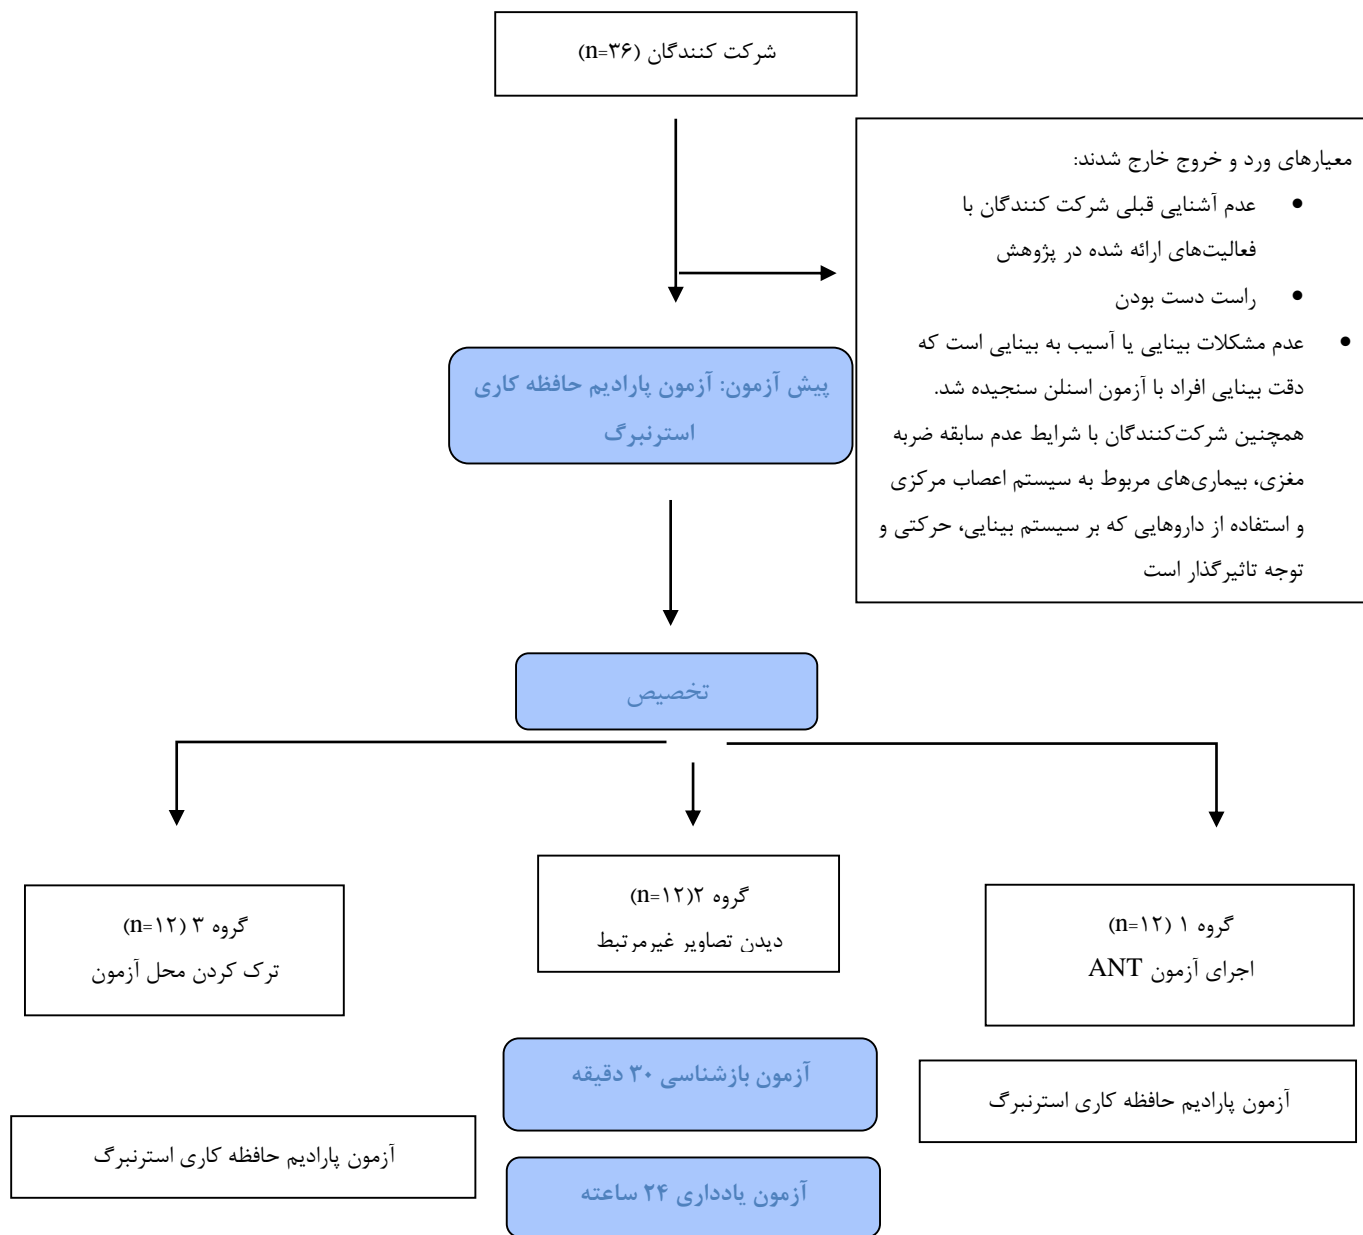 شرکت کنندگان (n=۳۶)
معیارهای ورد و خروج خارج شدند:
• عدم آشنایی قبلی شرکت کنندگان با
فعالیت‌های ارائه شده در پژوهش
• راست دست بودن
• عدم مشکلات بینایی یا آسیب به بینایی است که
دقت بینایی افراد با آزمون اسنلن سنجیده شد.
همچنین شرکت‌کنندگان با شرایط عدم سابقه ضربه
مغزی، بیماری‌های مربوط به سیستم اعصاب مرکزی
و استفاده از داروهایی که بر سیستم بینایی، حرکتی و
توجه تاثیرگذار است
پیش آزمون: آزمون پارادیم حافظه کاری
استرنبرگ
تخصیص
گروه ۱ (n=۱۲)
اجرای آزمون ANT
گروه ۲(n=۱۲)
دیدن تصاویر غیرمرتبط
گروه ۳ (n=۱۲)
ترک کردن محل آزمون
آزمون پارادیم حافظه کاری استرنبرگ
آزمون بازشناسی ۳۰ دقیقه
آزمون پارادیم حافظه کاری استرنبرگ
آزمون یادداری ۲۴ ساعته